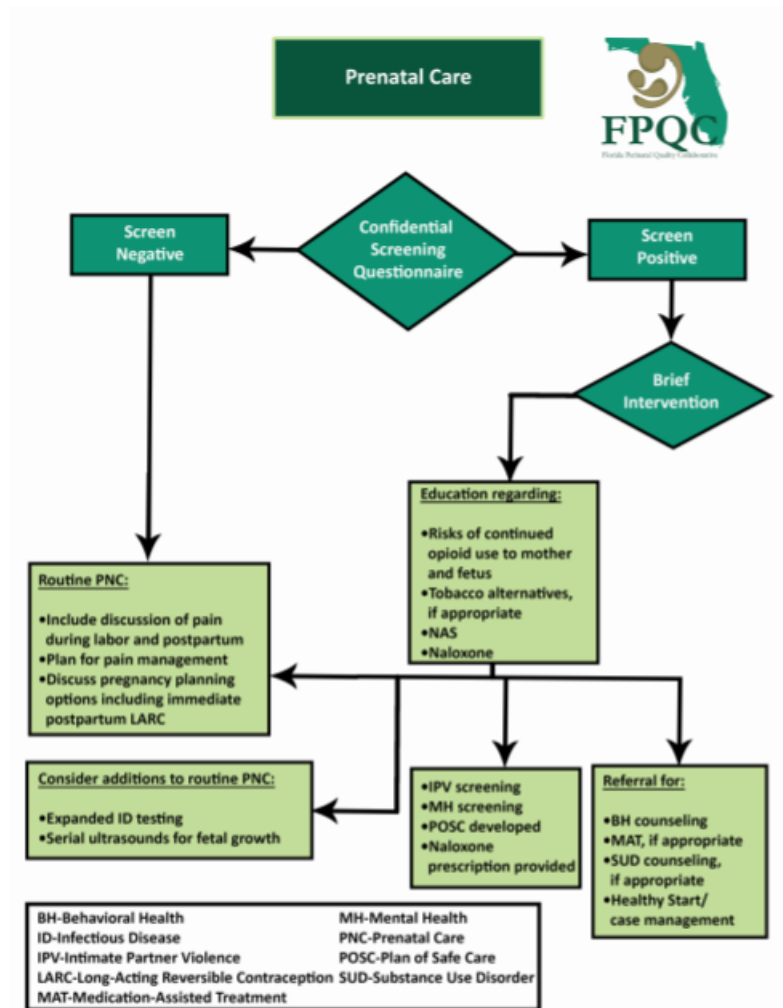 Prenatal Care
FPQC
Florida Perinatal Quality Collaborative
Confidential
Screening
Questionnaire
Screen
Negative
Screen
Positive
Brief
Intervention
Education regarding:
•Risks of continued
opioid use to mother
and fetus
•Tobacco alternatives,
if appropriate
•NAS
•Naloxone
Routine PNC:
•Include discussion of pain
during labor and postpartum
•Plan for pain management
•Discuss pregnancy planning
options including immediate
postpartum LARC
Consider additions to routine PNC:
•Expanded ID testing
•Serial ultrasounds for fetal growth
•IPV screening
•MH screening
•POSC developed
•Naloxone
prescription provided
Referral for:
•BH counseling
•MAT, if appropriate
•SUD counseling,
if appropriate
•Healthy Start/
case management
BH-Behavioral Health MH-Mental Health
ID-Infectious Disease PNC-Prenatal Care
IPV-Intimate Partner Violence POSC-Plan of Safe Care
LARC-Long-Acting Reversible Contraception SUD-Substance Use Disorder
MAT-Medication-Assisted Treatment